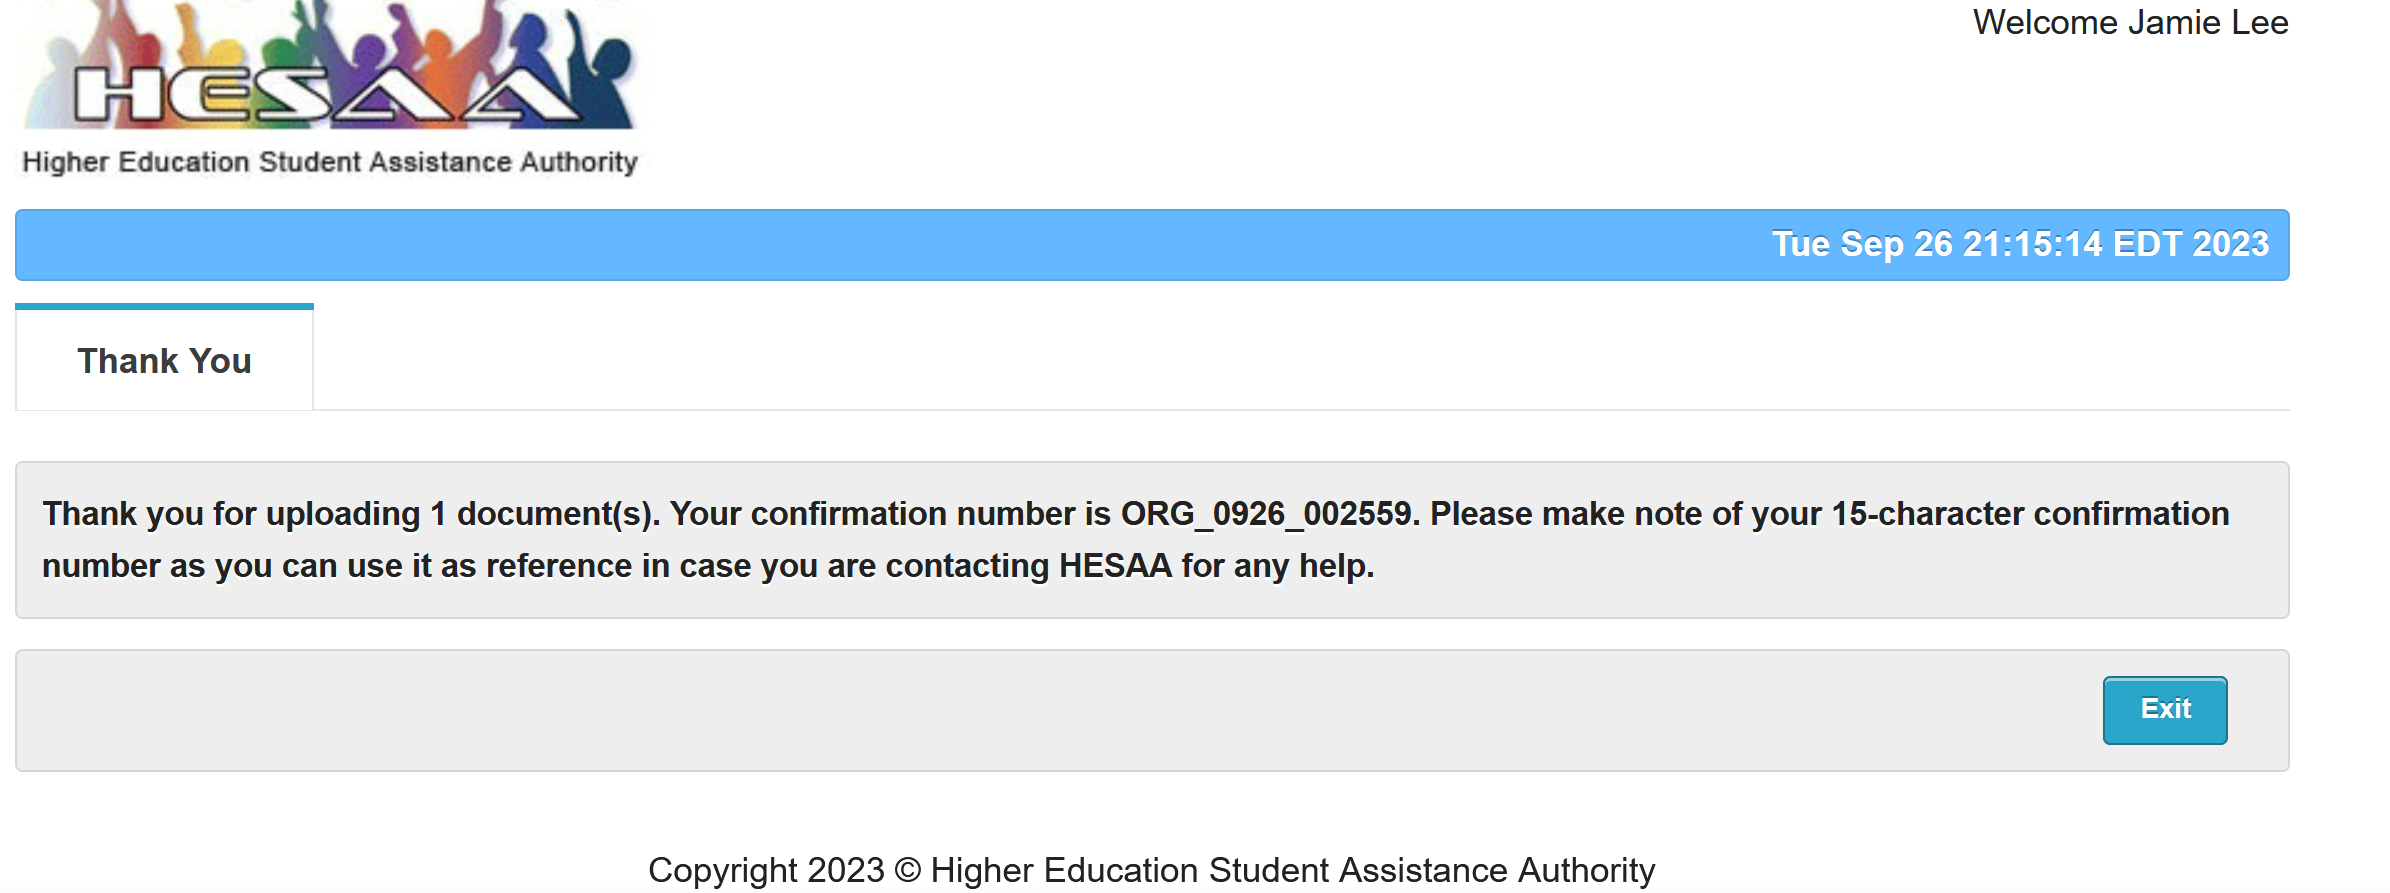 Welcome Jamie Lee
HESAA
Higher Education Student Assistance Authority
Tue Sep 26 21:15:14 EDT 2023
Thank You
Thank you for uploading 1 document(s). Your confirmation number is ORG_0926_002559. Please make note of your 15-character confirmation
number as you can use it as reference in case you are contacting HESAA for any help.
Exit
Copyright 2023 © Higher Education Student Assistance Authority